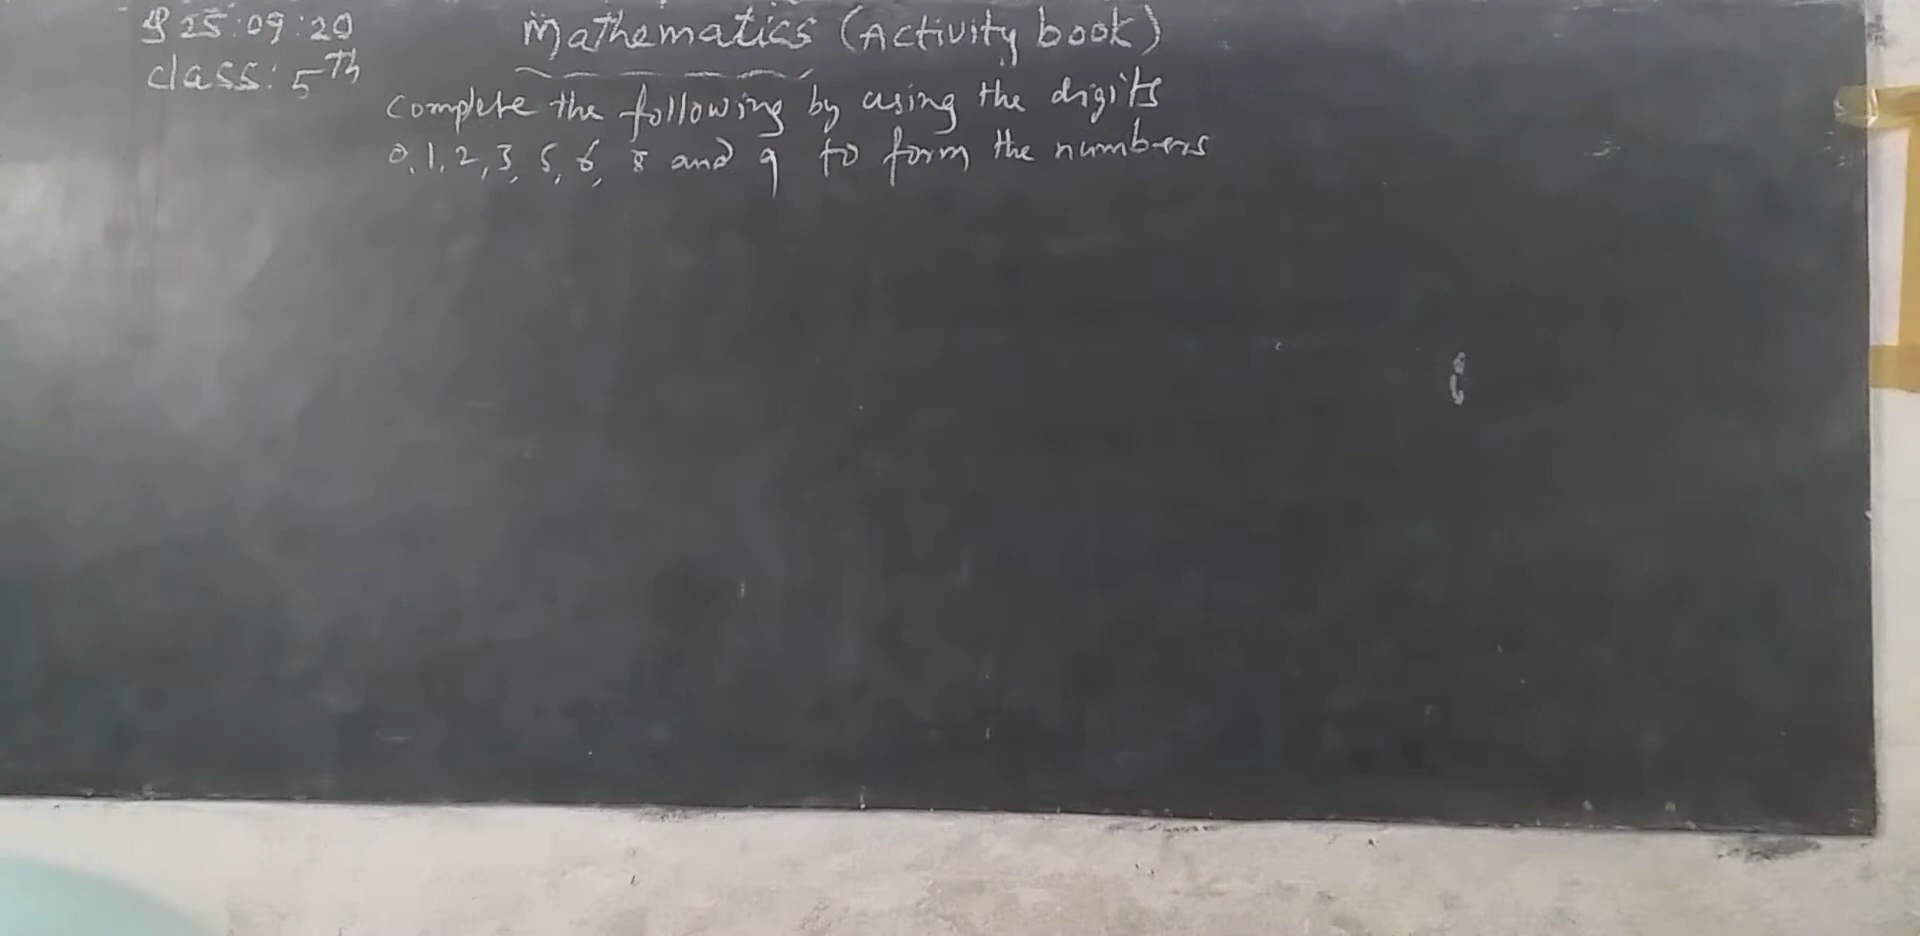 25:09:20
class: 5Th
Mathematics (Activity book)
complete the following by using the digits
0, 1, 2, 3, 5, 6, 8 and 9 to form the numbers